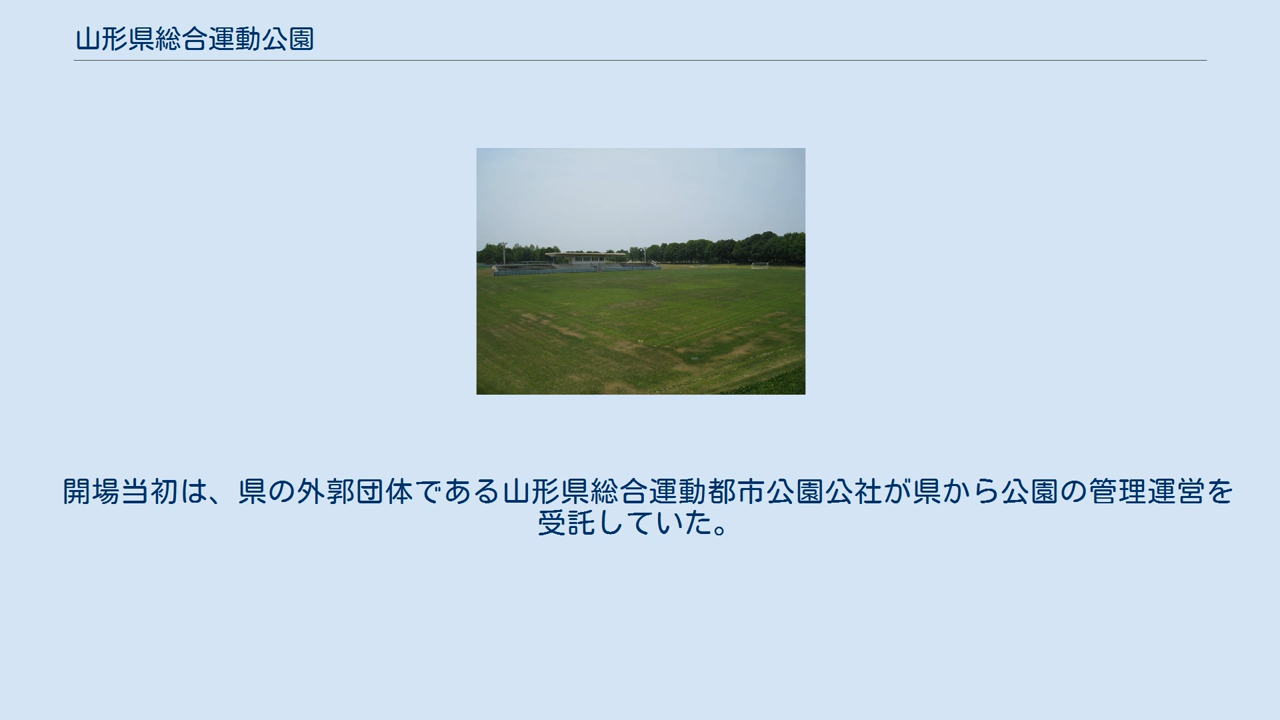 山形県総合運動公園
開場当初は、県の外郭団体である山形県総合運動都市公園公社が県から公園の管理運営を
受託していた。